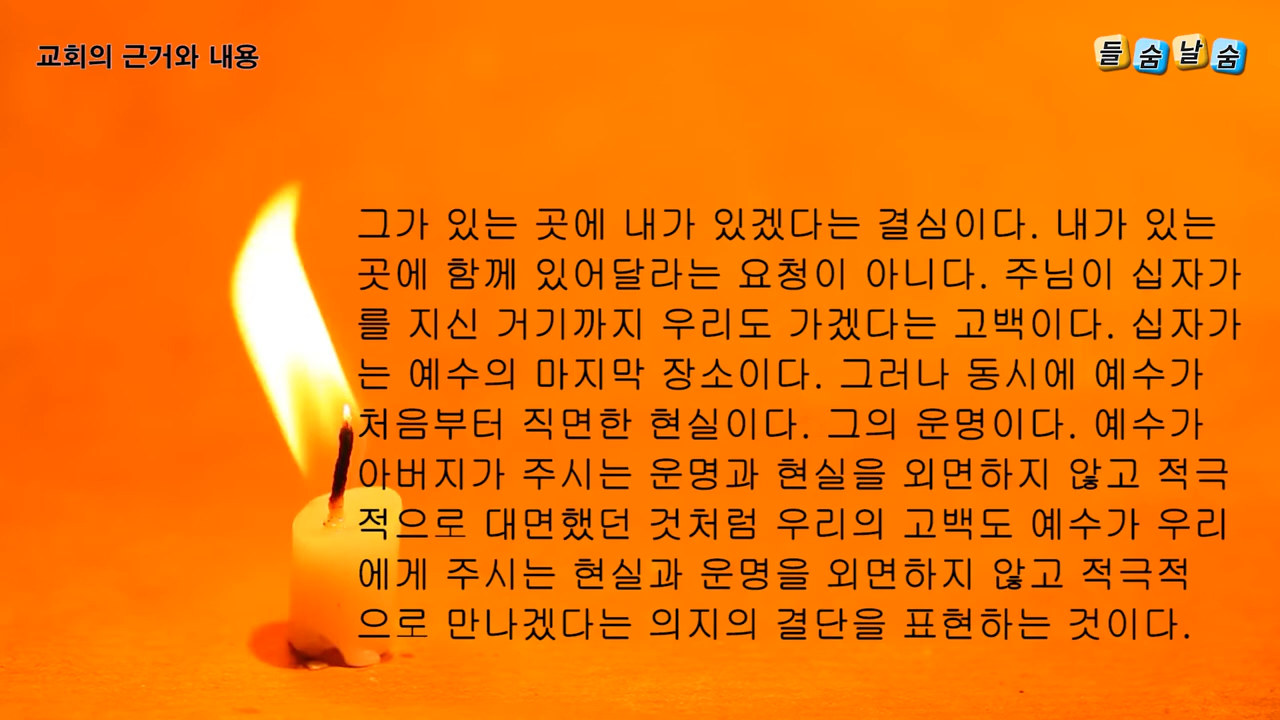 교회의 근거와 내용
들숨날숨
그가 있는 곳에 내가 있겠다는 결심이다. 내가 있는
곳에 함께 있어달라는 요청이 아니다. 주님이 십자가
를 지신 거기까지 우리도 가겠다는 고백이다. 십자가
는 예수의 마지막 장소이다. 그러나 동시에 예수가
처음부터 직면한 현실이다. 그의 운명이다. 예수가
아버지가 주시는 운명과 현실을 외면하지 않고 적극
적으로 대면했던 것처럼 우리의 고백도 예수가 우리
에게 주시는 현실과 운명을 외면하지 않고 적극적
으로 만나겠다는 의지의 결단을 표현하는 것이다.